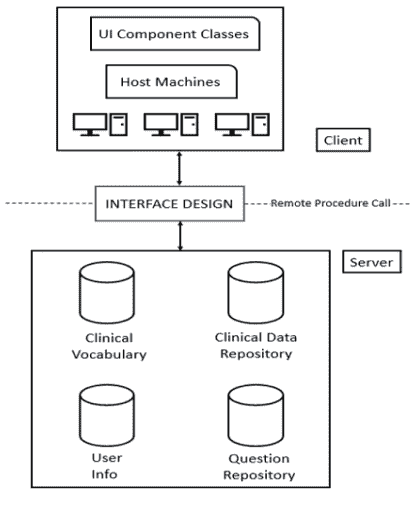 UI Component Classes
Host Machines
Client
INTERFACE DESIGN
Remote Procedure Call
Server
Clinical
Vocabulary
Clinical Data
Repository
User
Info
Question
Repository